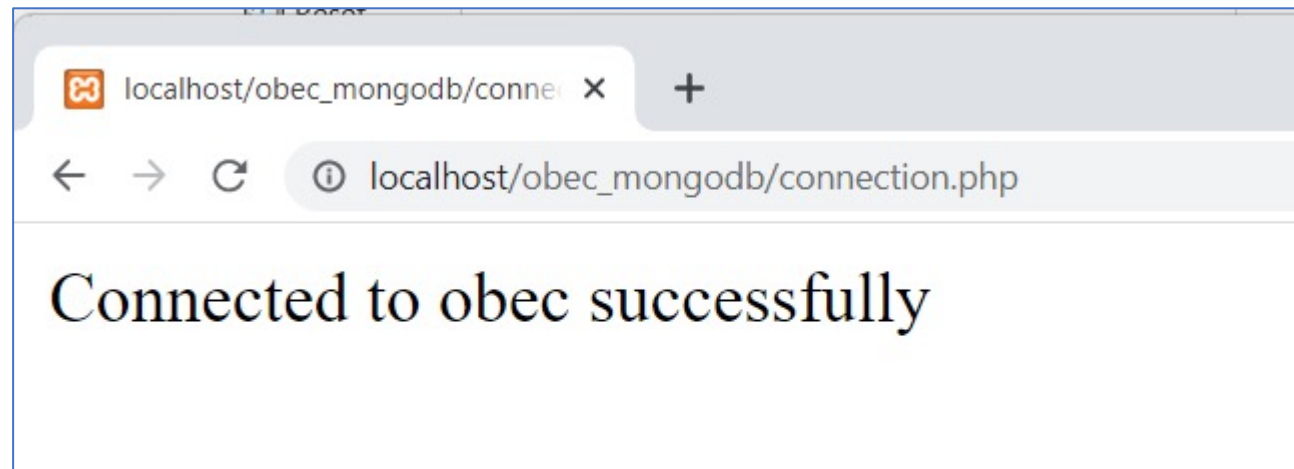 localhost/obec_mongodb/conne
localhost/obec_mongodb/connection.php
Connected to obec successfully